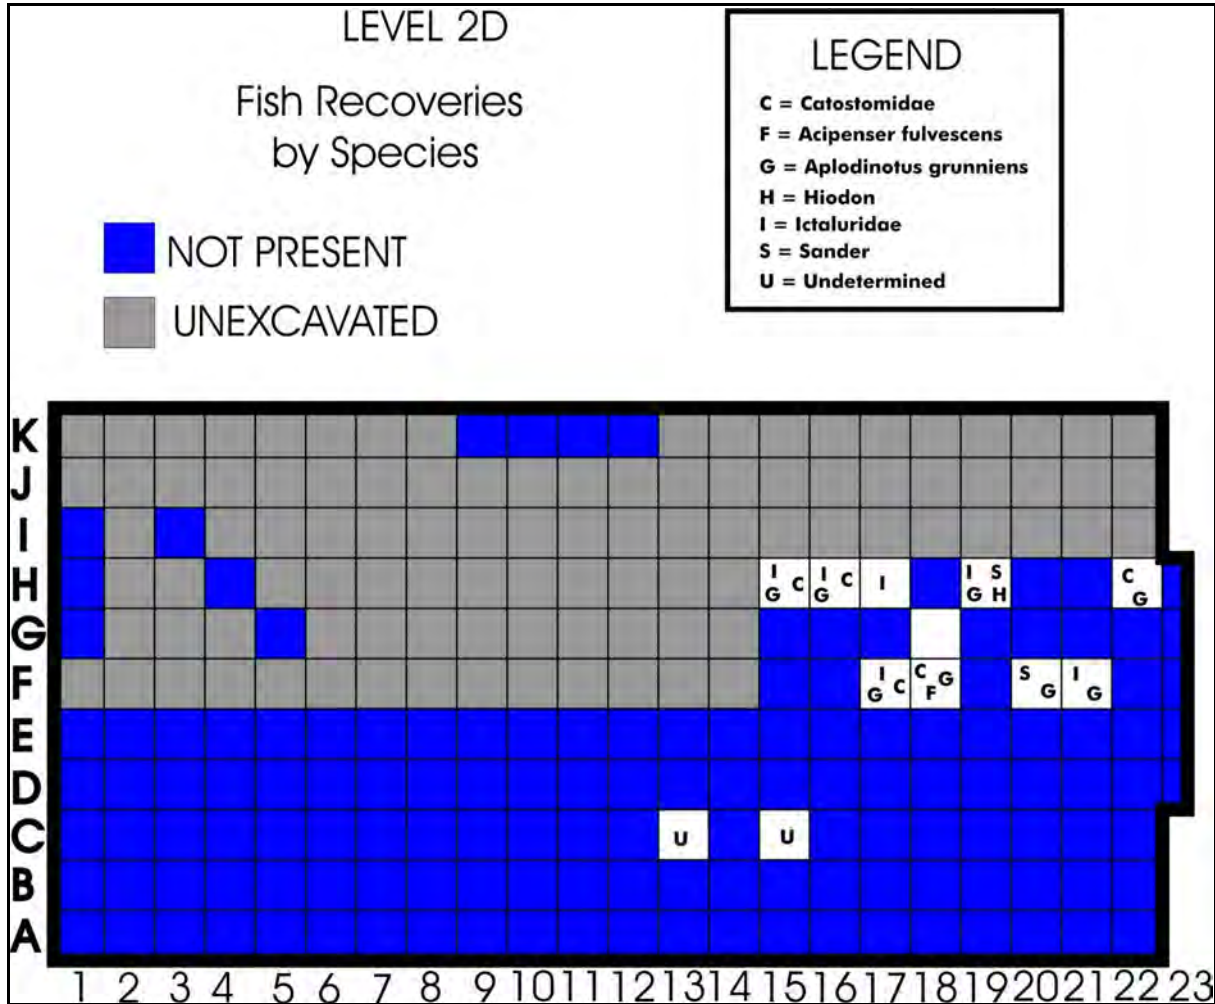 LEVEL 2D
Fish Recoveries
by Species
NOT PRESENT
UNEXCAVATED
LEGEND
C = Catostomidae
F = Acipenser fulvescens
G = Aplodinotus grunniens
H = Hiodon
I = Ictaluridae
S = Sander
U = Undetermined
K
J
I
H I G C I G C I I S G H C G
G
F I G C C F G S G I G
E
D
C U U
B
A
1 2 3 4 5 6 7 8 9 10 11 12 13 14 15 16 17 18 19 20 21 22 23